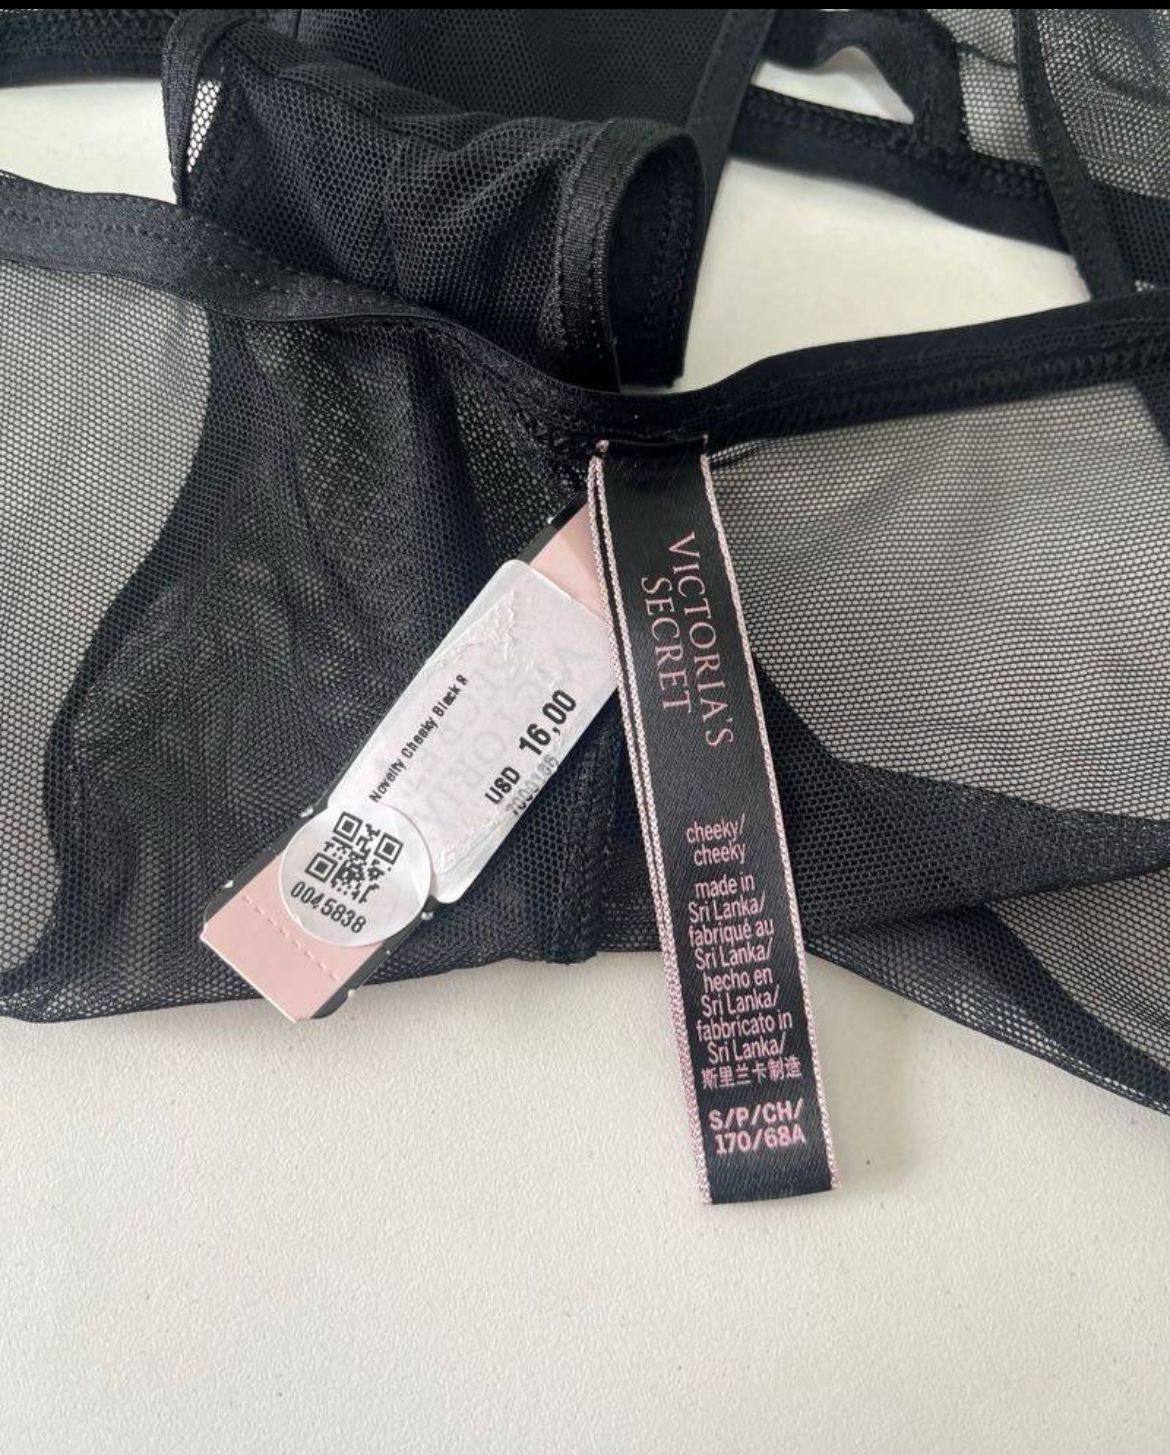 Novelty Cheeky Black R
USD 16,00
0045838
VICTORIA'S
SECRET
cheeky/
cheeky
made in
Sri Lanka/
fabriqué au
Sri Lanka/
hecho en
Sri Lanka/
fabbricato in
Sri Lanka/
斯里兰卡制造
S/P/CH/
170/68A